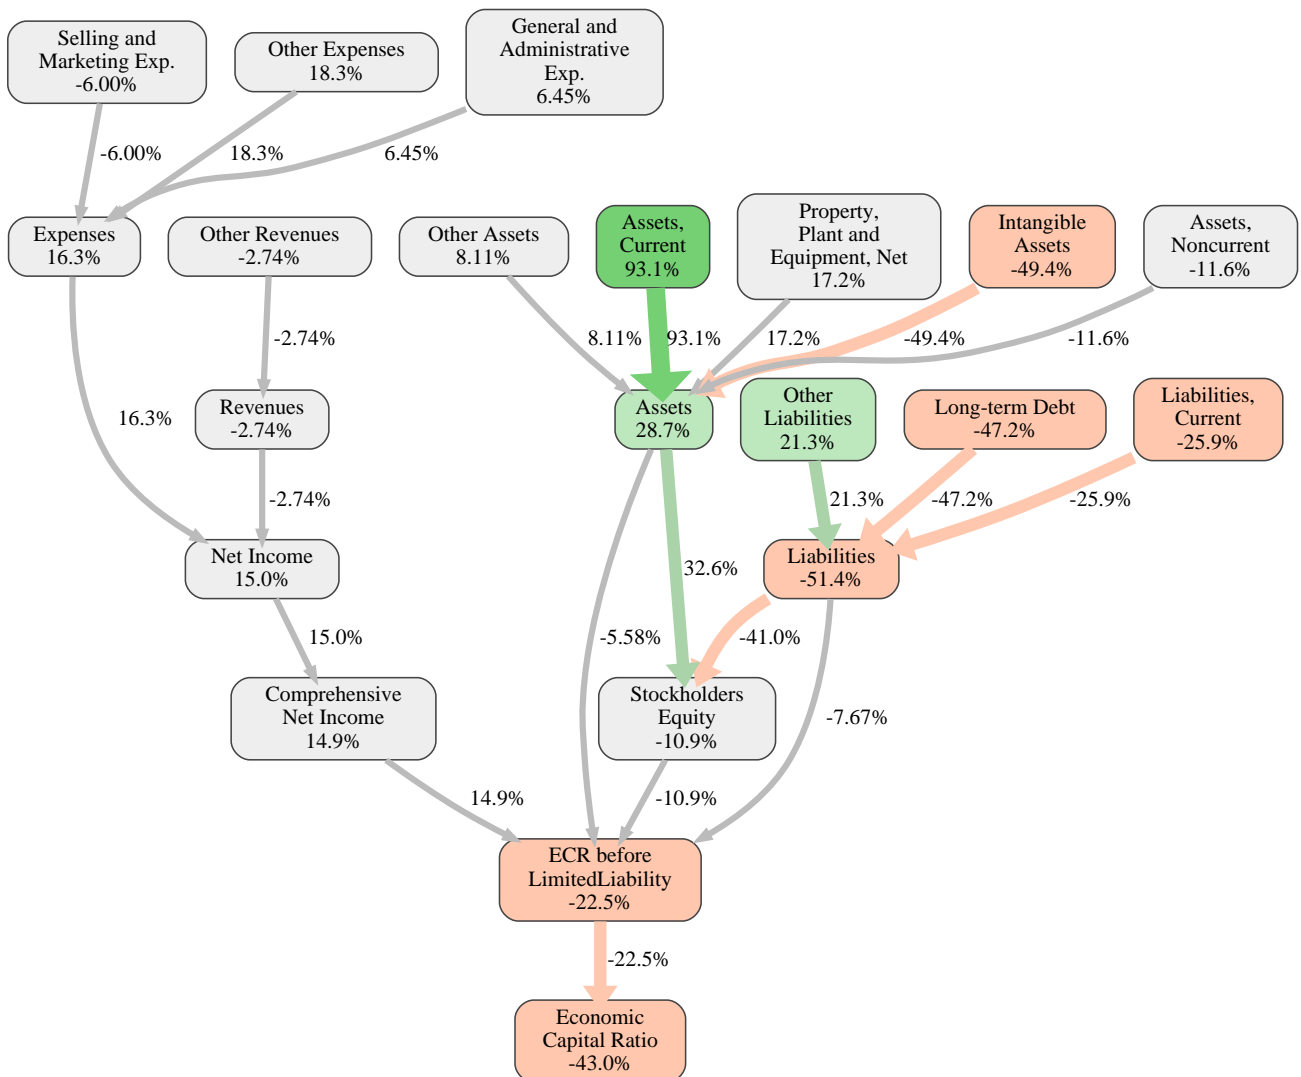 Selling and
Marketing Exp.
-6.00%
Other Expenses
18.3%
General and
Administrative
Exp.
6.45%
-6.00%
18.3%
6.45%
Expenses
16.3%
Other Revenues
-2.74%
Other Assets
8.11%
Assets,
Current
93.1%
Property,
Plant and
Equipment, Net
17.2%
Intangible
Assets
-49.4%
Assets,
Noncurrent
-11.6%
-2.74%
8.11%
93.1%
17.2%
-49.4%
-11.6%
16.3%
Revenues
-2.74%
Assets
28.7%
Other
Liabilities
21.3%
Long-term Debt
-47.2%
Liabilities,
Current
-25.9%
-2.74%
21.3%
-47.2%
-25.9%
Net Income
15.0%
32.6%
Liabilities
-51.4%
15.0%
-5.58%
-41.0%
Comprehensive
Net Income
14.9%
Stockholders
Equity
-10.9%
-7.67%
14.9%
-10.9%
ECR before
LimitedLiability
-22.5%
-22.5%
Economic
Capital Ratio
-43.0%